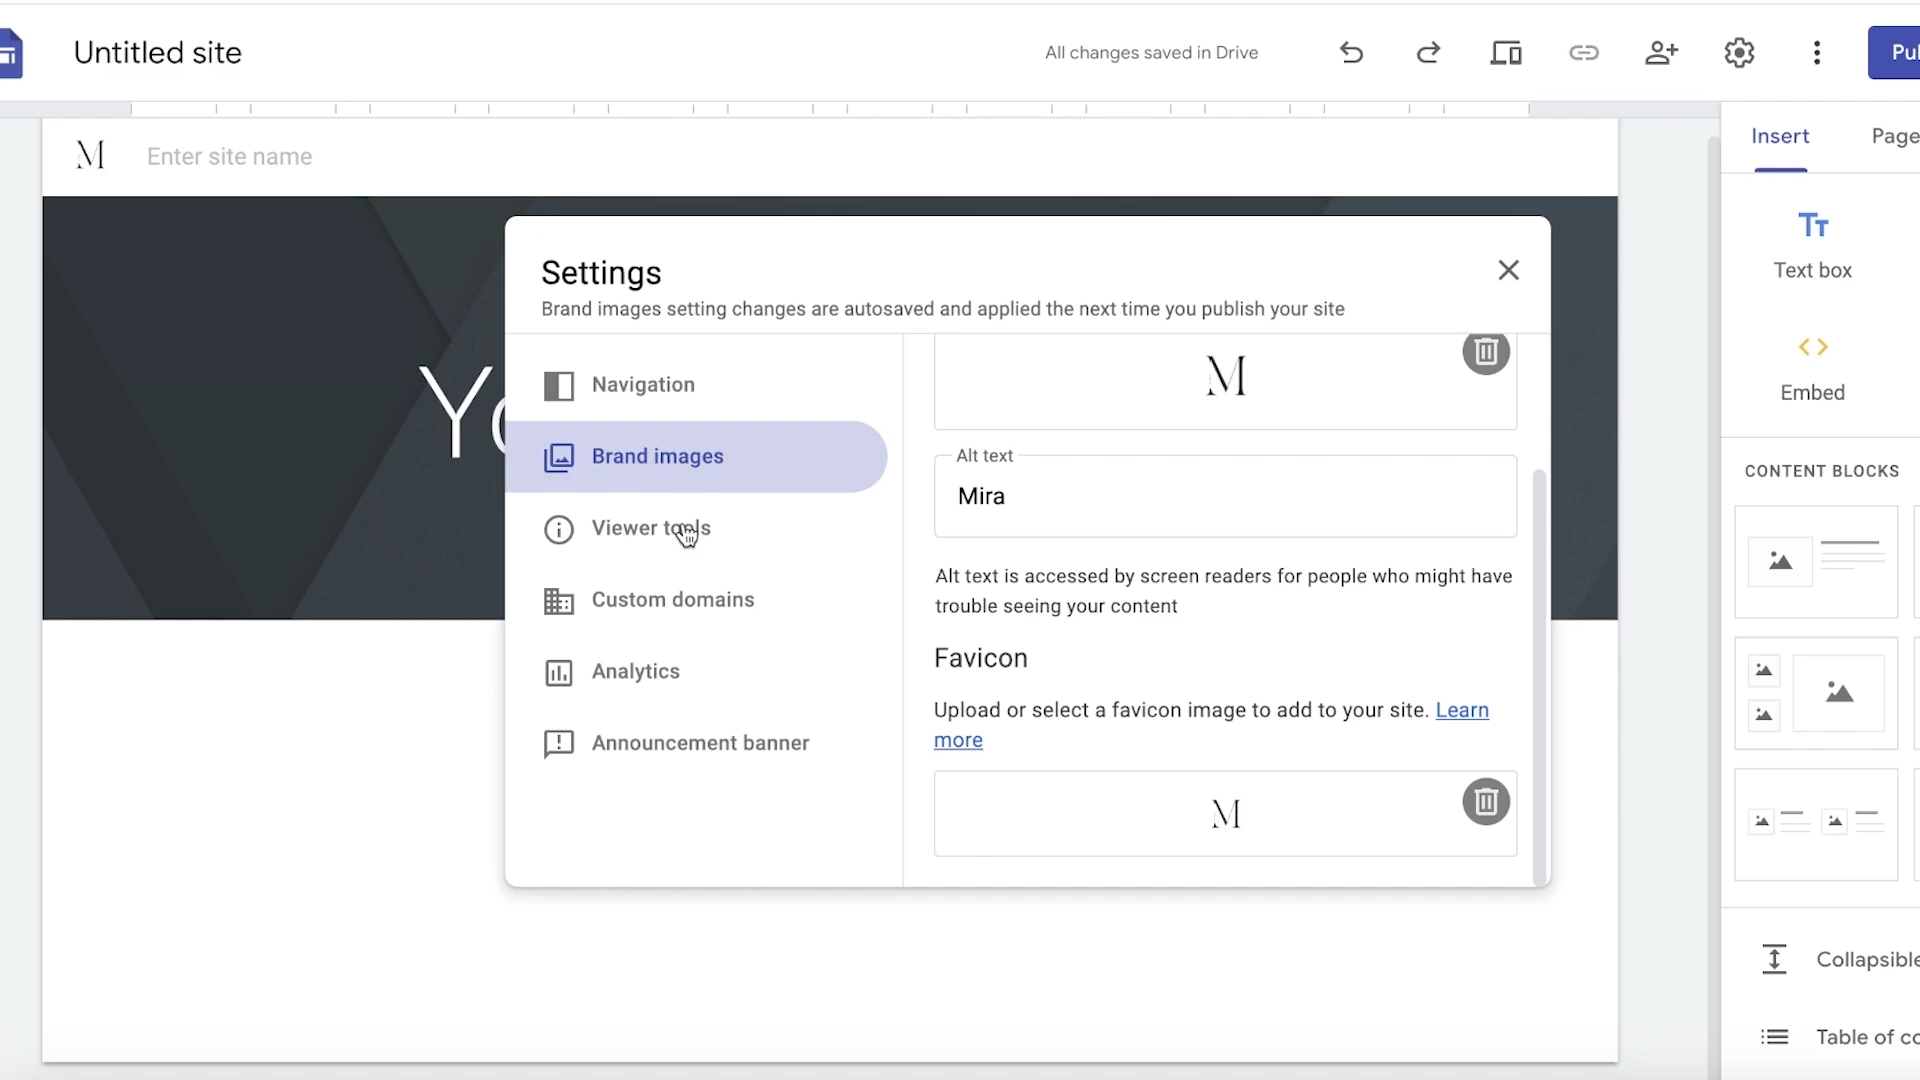 Untitled site
All changes saved in Drive
Pul
M
Enter site name
Insert
Page
Yo
Settings
Brand images setting changes are autosaved and applied the next time you publish your site
Navigation
Brand images
Viewer tools
Custom domains
Analytics
Announcement banner
M
Alt text
Mira
Alt text is accessed by screen readers for people who might have
trouble seeing your content
Favicon
Upload or select a favicon image to add to your site. Learn
more
M
Tt
Text box
Embed
CONTENT BLOCKS
Collapsible
Table of co